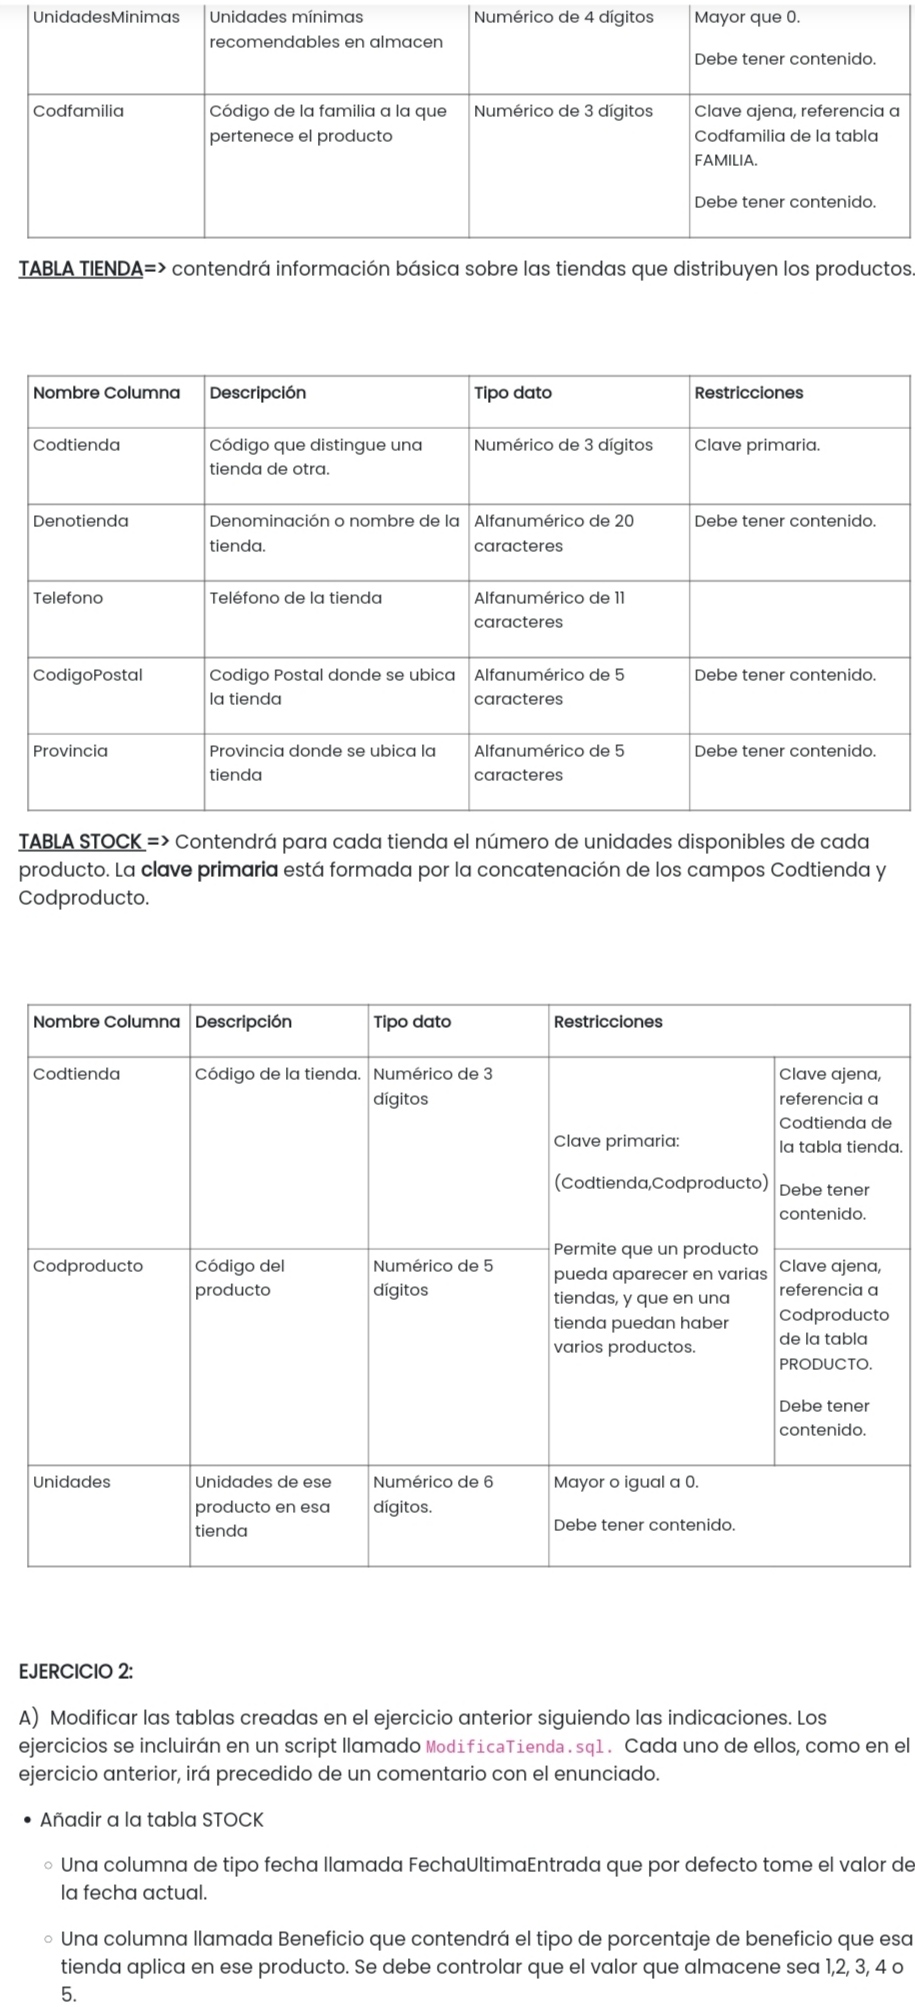 UnidadesMinimas
Unidades mínimas
recomendables en almacen
Numérico de 4 dígitos
Mayor que 0.
Debe tener contenido.
Codfamilia
Código de la familia a la que
pertenece el producto
Numérico de 3 dígitos
Clave ajena, referencia a
Codfamilia de la tabla
FAMILIA.
Debe tener contenido.
TABLA TIENDA=> contendrá información básica sobre las tiendas que distribuyen los productos.
Nombre Columna
Descripción
Tipo dato
Restricciones
Codtienda
Código que distingue una
tienda de otra.
Numérico de 3 dígitos
Clave primaria.
Denotienda
Denominación o nombre de la
tienda.
Alfanumérico de 20
caracteres
Debe tener contenido.
Telefono
Teléfono de la tienda
Alfanumérico de 11
caracteres
CodigoPostal
Codigo Postal donde se ubica
la tienda
Alfanumérico de 5
caracteres
Debe tener contenido.
Provincia
Provincia donde se ubica la
tienda
Alfanumérico de 5
caracteres
Debe tener contenido.
TABLA STOCK => Contendrá para cada tienda el número de unidades disponibles de cada
producto. La clave primaria está formada por la concatenación de los campos Codtienda y
Codproducto.
Nombre Columna
Descripción
Tipo dato
Restricciones
Codtienda
Código de la tienda.
Numérico de 3
dígitos
Clave primaria:
(Codtienda,Codproducto)
Permite que un producto
pueda aparecer en varias
tiendas, y que en una
tienda puedan haber
varios productos.
Clave ajena,
referencia a
Codtienda de
la tabla tienda.
Debe tener
contenido.
Codproducto
Código del
producto
Numérico de 5
dígitos
Clave ajena,
referencia a
Codproducto
de la tabla
PRODUCTO.
Debe tener
contenido.
Unidades
Unidades de ese
producto en esa
tienda
Numérico de 6
dígitos.
Mayor o igual a 0.
Debe tener contenido.
EJERCICIO 2:
A) Modificar las tablas creadas en el ejercicio anterior siguiendo las indicaciones. Los
ejercicios se incluirán en un script llamado ModificaTienda.sql. Cada uno de ellos, como en el
ejercicio anterior, irá precedido de un comentario con el enunciado.
• Añadir a la tabla STOCK
◦ Una columna de tipo fecha llamada FechaUltimaEntrada que por defecto tome el valor de
la fecha actual.
◦ Una columna llamada Beneficio que contendrá el tipo de porcentaje de beneficio que esa
tienda aplica en ese producto. Se debe controlar que el valor que almacene sea 1,2, 3, 4 o
5.